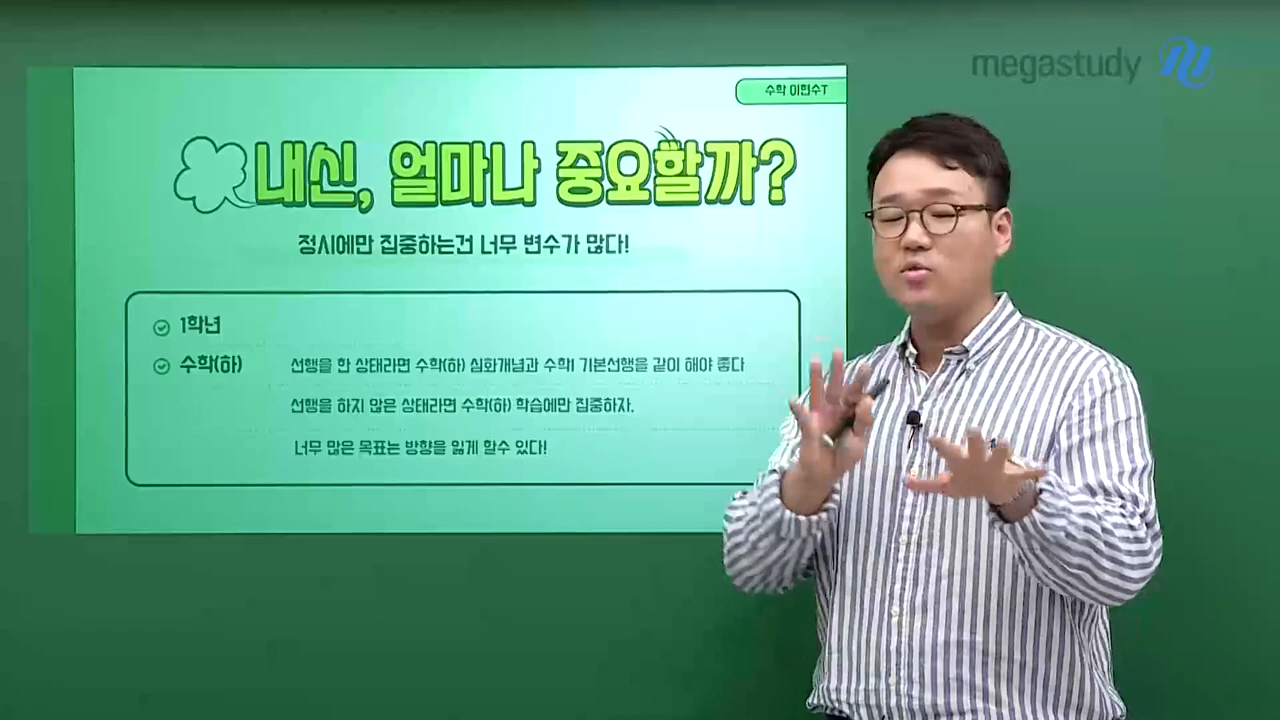 megastudy
수학 이현수T
내신, 얼마나 중요할까?
정시에만 집중하는건 너무 변수가 많다!
1학년
수학(하) 선행을 한 상태라면 수학(하) 심화개념과 수학I 기본선행을 같이 해야 좋다
선행을 하지 않은 상태라면 수학(하) 학습에만 집중하자.
너무 많은 목표는 방향을 잃게 할수 있다!